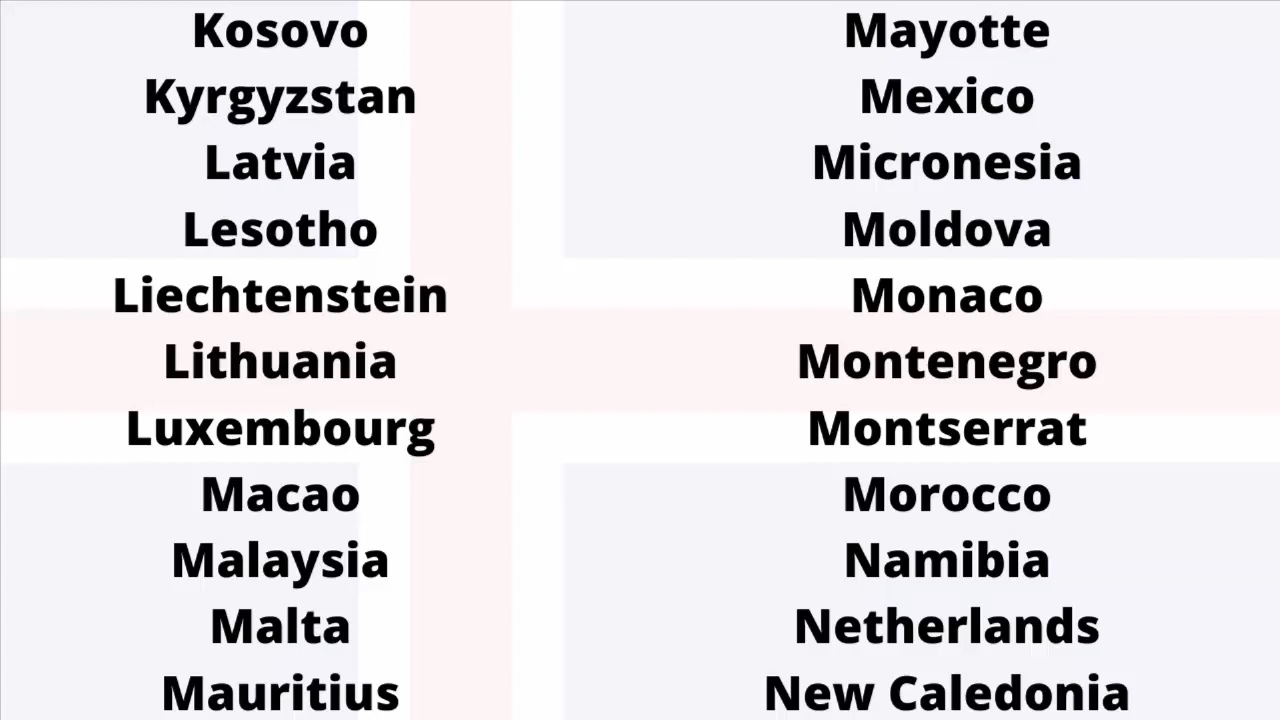 Kosovo
Kyrgyzstan
Latvia
Lesotho
Liechtenstein
Lithuania
Luxembourg
Macao
Malaysia
Malta
Mauritius
Mayotte
Mexico
Micronesia
Moldova
Monaco
Montenegro
Montserrat
Morocco
Namibia
Netherlands
New Caledonia